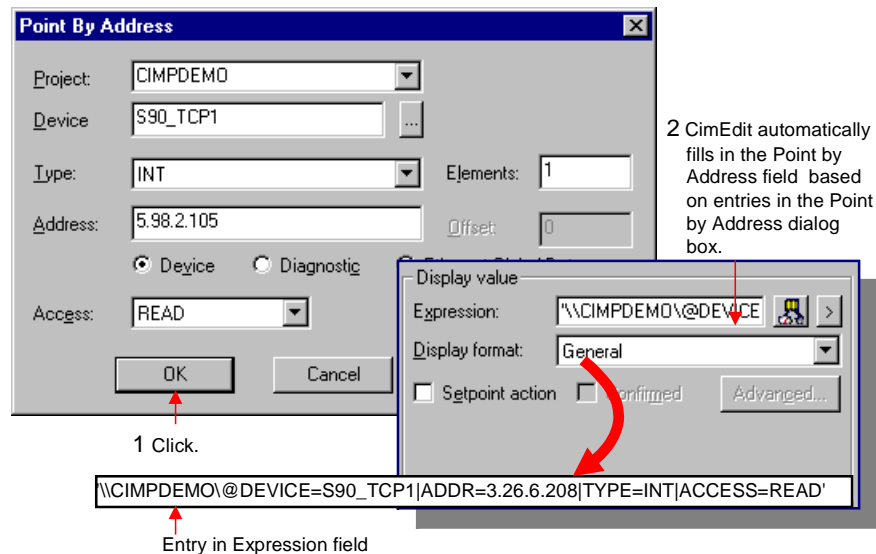 Point By Address
Project: CIMPDEMO
Device S90_TCP1 ...
Type: INT Elements: 1
Address: 5.98.2.105 Offset: 0
Device Diagnostic
Access: READ
OK Cancel
1 Click.
2 CimEdit automatically
fills in the Point by
Address field based
on entries in the Point
by Address dialog
box.
Display value
Expression: '\\CIMPDEMO\@DEVICE >
Display format: General
Setpoint action Confirmed Advanced...
'\\CIMPDEMO\@DEVICE=S90_TCP1|ADDR=3.26.6.208|TYPE=INT|ACCESS=READ'
Entry in Expression field